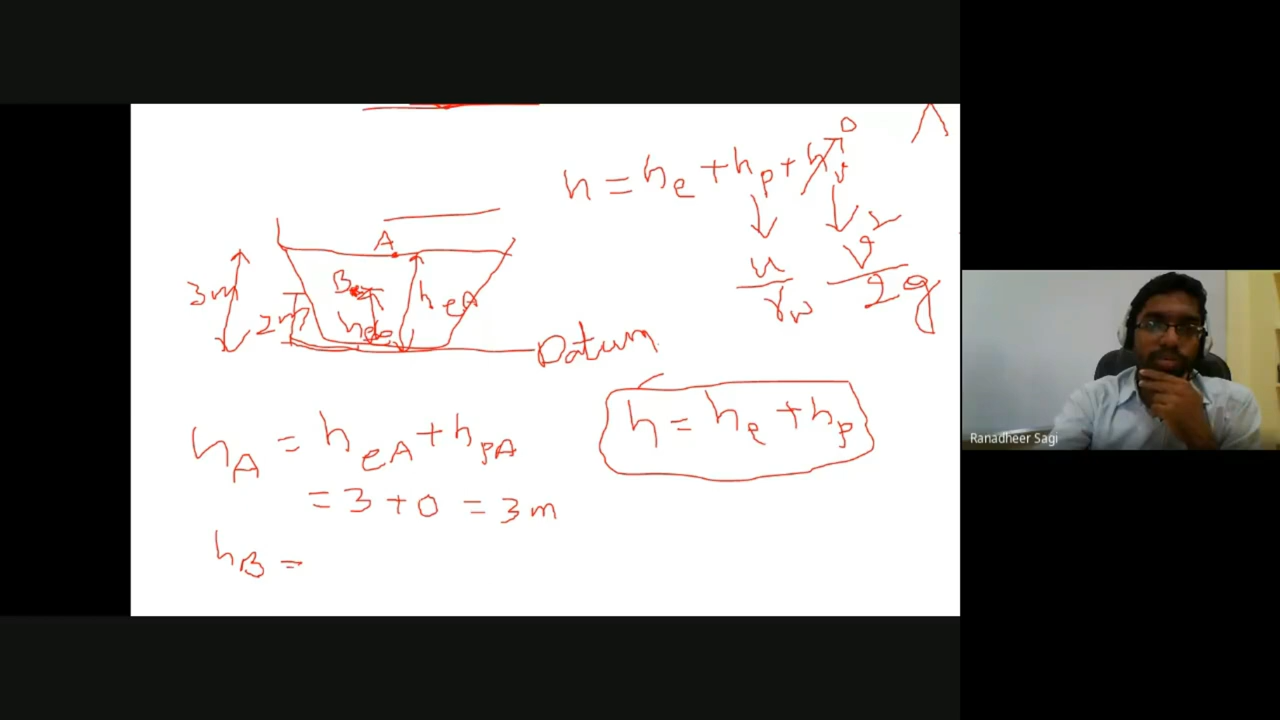 h = he + hp + hv → 0
u/γw
v²/2g
A
3m
B
2m
heB
heA
Datum
h = he + hp
hA = heA + hpA
= 3 + 0 = 3m
hB =
Ranadheer Sagi